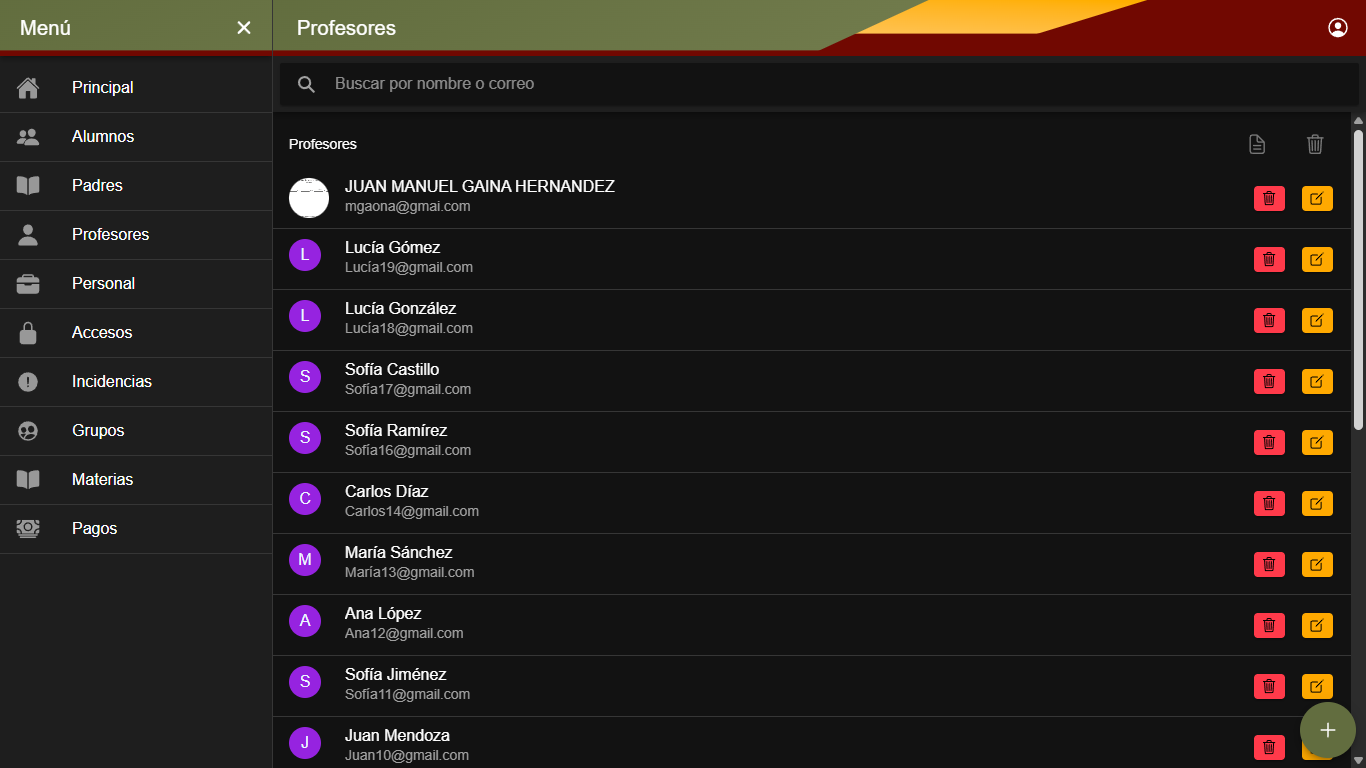 Menú
Profesores
Principal
Alumnos
Padres
Profesores
Personal
Accesos
Incidencias
Grupos
Materias
Pagos
Buscar por nombre o correo
Profesores
JUAN MANUEL GAINA HERNANDEZ
mgaona@gmai.com
L
Lucía Gómez
Lucía19@gmail.com
L
Lucía González
Lucía18@gmail.com
S
Sofía Castillo
Sofía17@gmail.com
S
Sofía Ramírez
Sofía16@gmail.com
C
Carlos Díaz
Carlos14@gmail.com
M
María Sánchez
María13@gmail.com
A
Ana López
Ana12@gmail.com
S
Sofía Jiménez
Sofía11@gmail.com
J
Juan Mendoza
Juan10@gmail.com